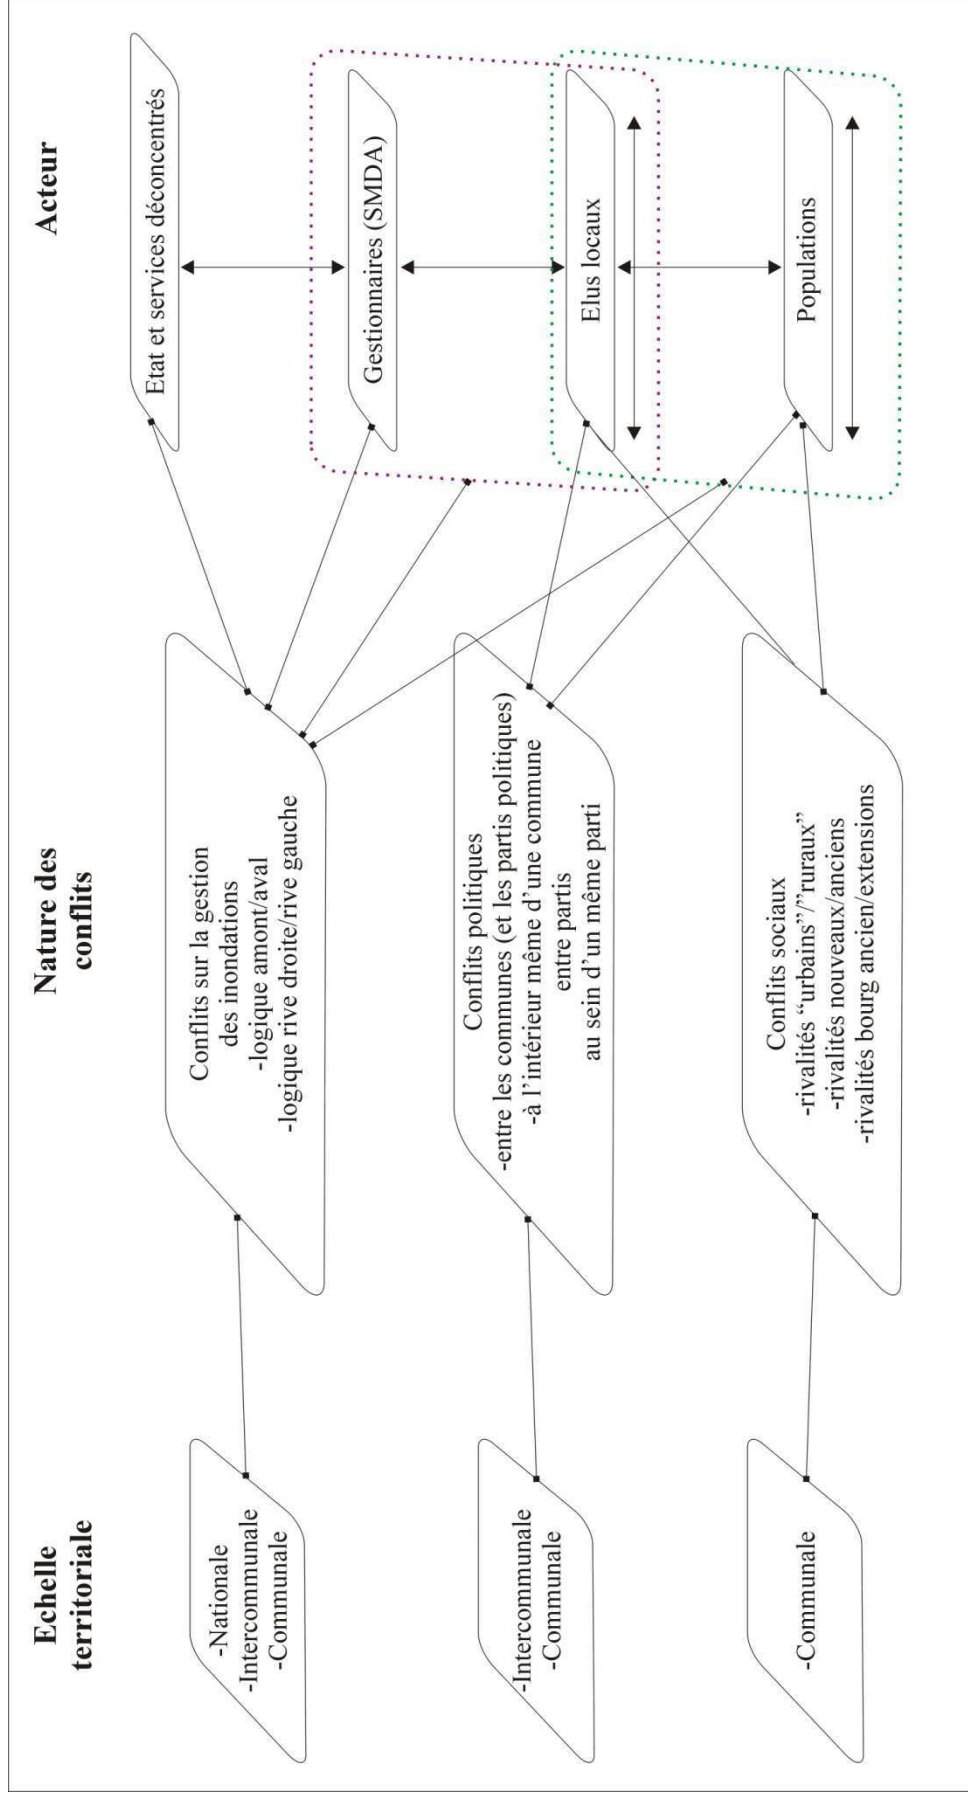 Echelle
territoriale
Nature des
conflits
Acteur
-Nationale
-Intercommunale
-Communale
Conflits sur la gestion
des inondations
-logique amont/aval
-logique rive droite/rive gauche
Etat et services déconcentrés
Gestionnaires (SMDA)
-Intercommunale
-Communale
Conflits politiques
-entre les communes (et les partis politiques)
-à l'intérieur même d'une commune
entre partis
au sein d'un même parti
Elus locaux
-Communale
Conflits sociaux
-rivalités “urbains”/”ruraux”
-rivalités nouveaux/anciens
-rivalités bourg ancien/extensions
Populations